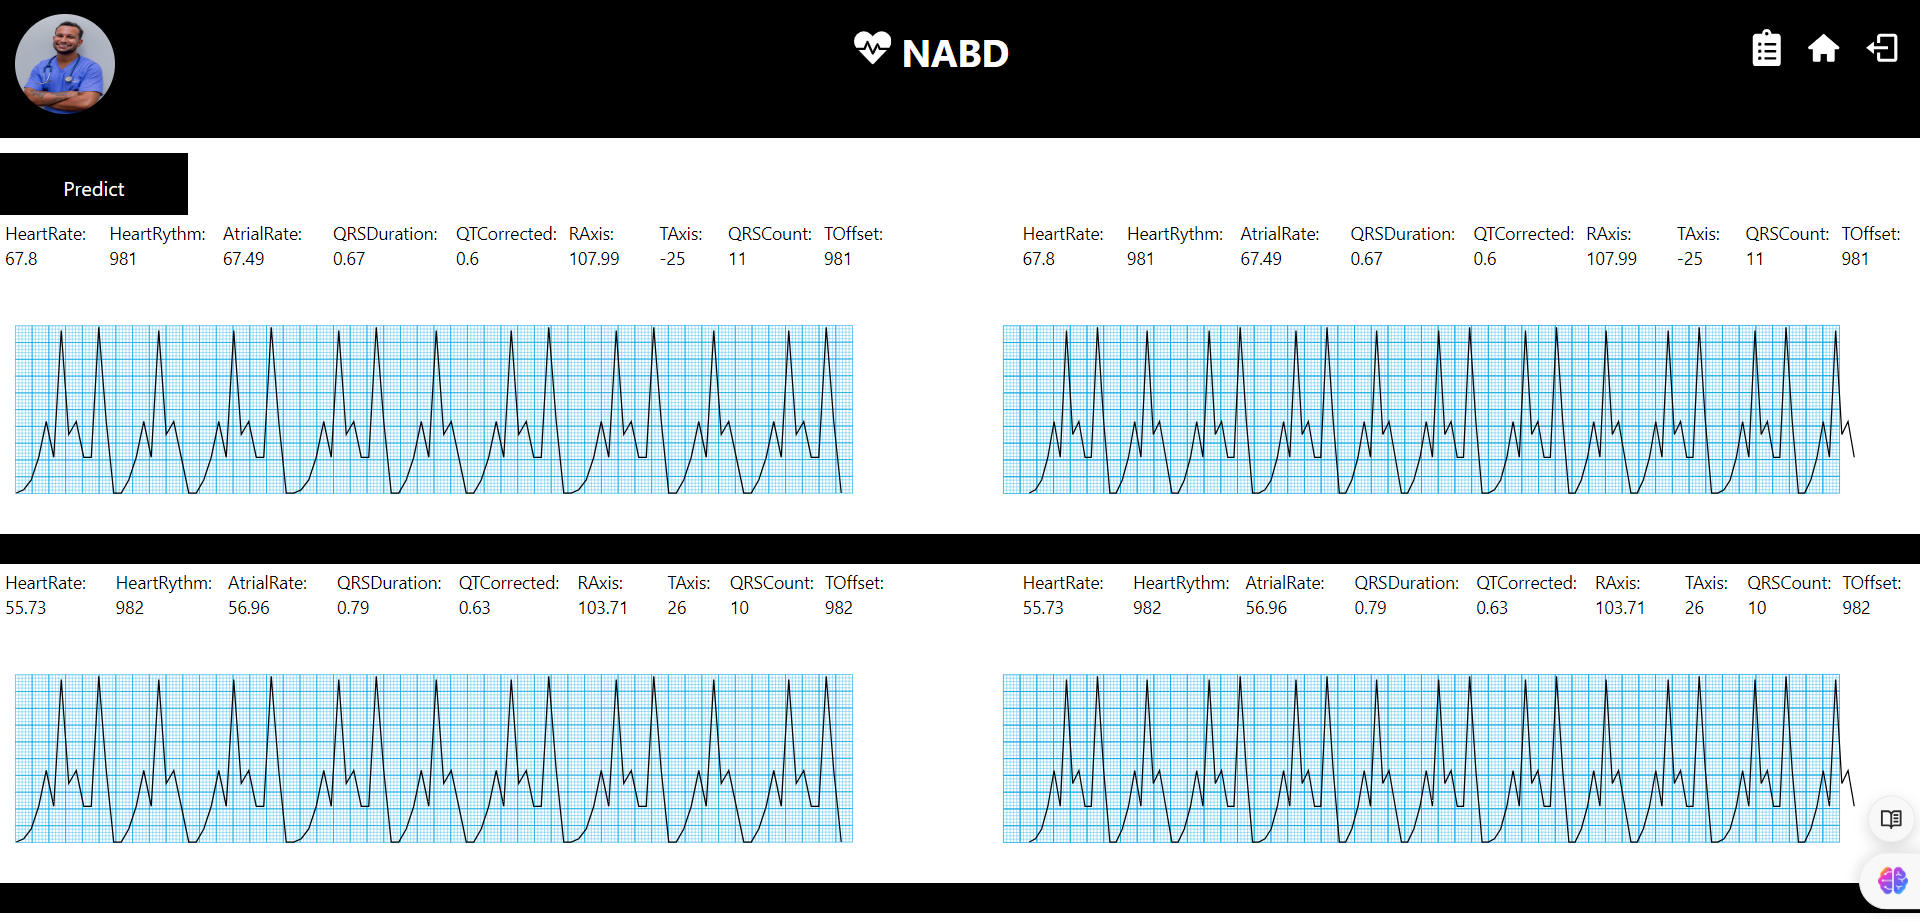 NABD
Predict
HeartRate: HeartRythm: AtrialRate: QRSDuration: QTCorrected: RAxis: TAxis: QRSCount: TOffset:
67.8 981 67.49 0.67 0.6 107.99 -25 11 981
HeartRate: HeartRythm: AtrialRate: QRSDuration: QTCorrected: RAxis: TAxis: QRSCount: TOffset:
67.8 981 67.49 0.67 0.6 107.99 -25 11 981
HeartRate: HeartRythm: AtrialRate: QRSDuration: QTCorrected: RAxis: TAxis: QRSCount: TOffset:
55.73 982 56.96 0.79 0.63 103.71 26 10 982
HeartRate: HeartRythm: AtrialRate: QRSDuration: QTCorrected: RAxis: TAxis: QRSCount: TOffset:
55.73 982 56.96 0.79 0.63 103.71 26 10 982